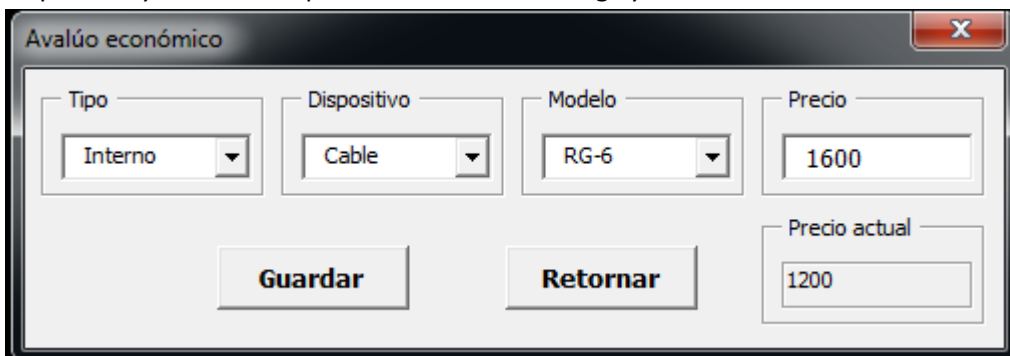 Avalúo económico
Tipo Dispositivo Modelo Precio
Interno Cable RG-6 1600
Precio actual
Guardar Retornar 1200